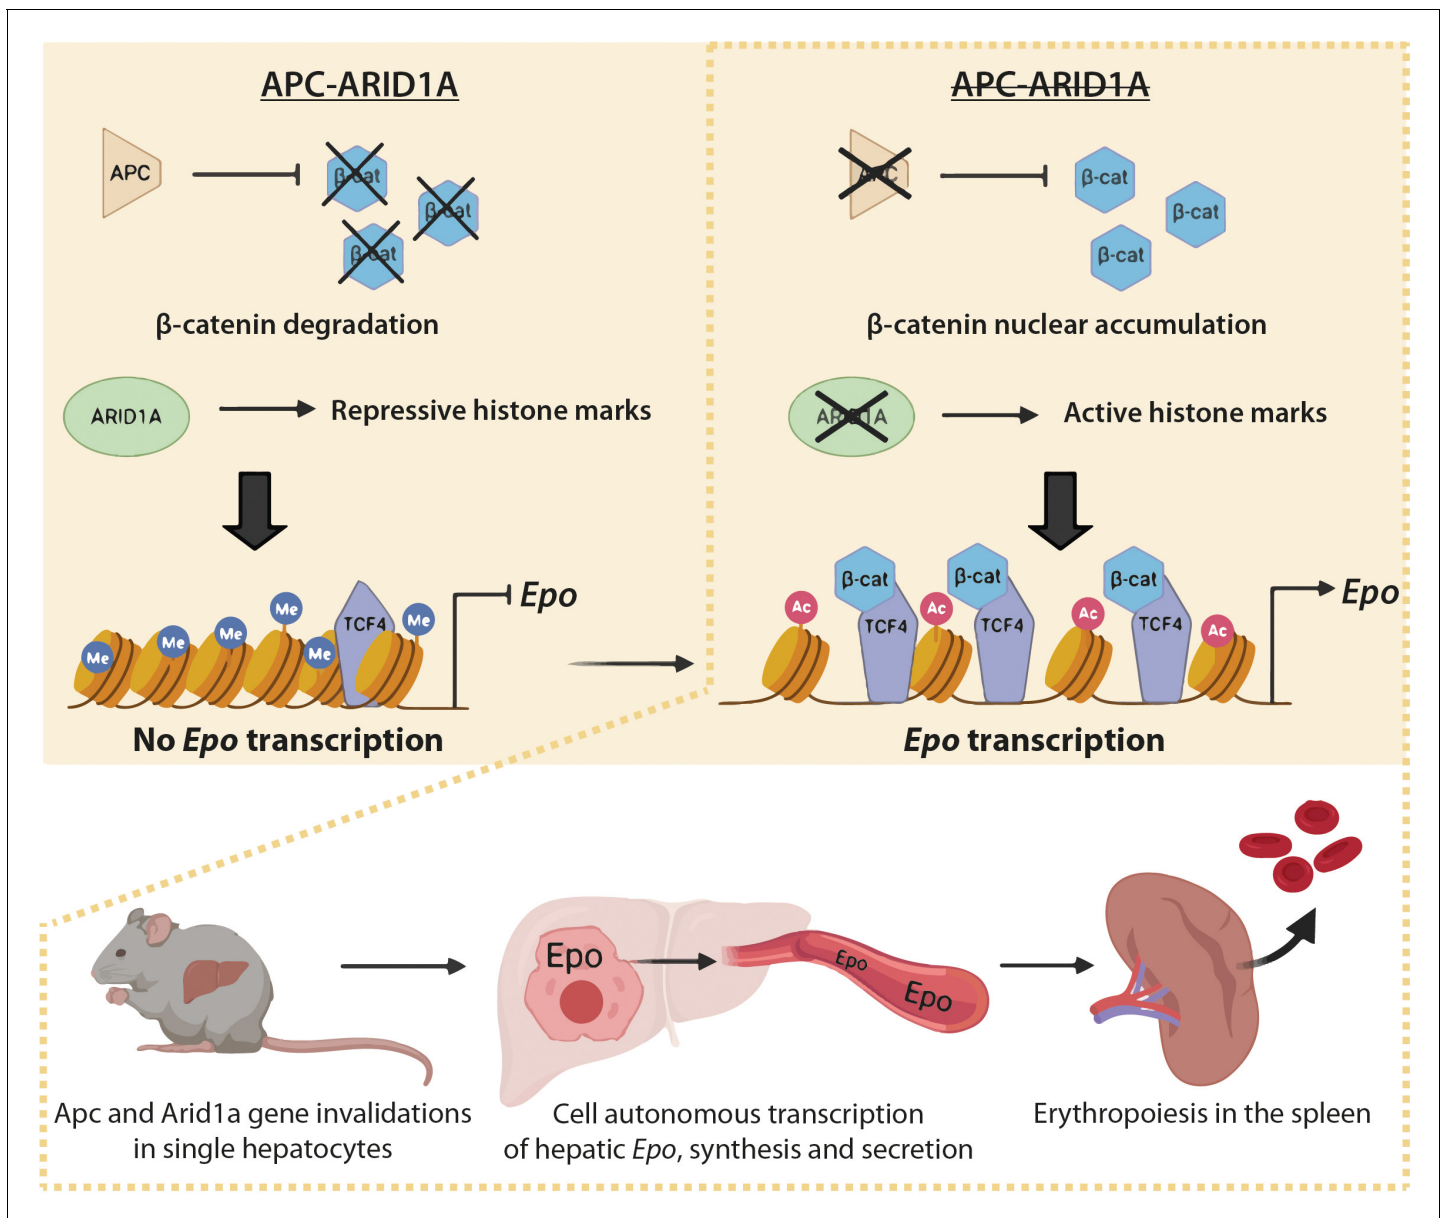 APC-ARID1A
APC
β-cat
β-cat
β-cat
β-catenin degradation
ARID1A
Repressive histone marks
Me
Me
Me
Me
Me
TCF4
Me
Epo
No Epo transcription
APC-ARID1A
APC
β-cat
β-cat
β-cat
β-catenin nuclear accumulation
ARID1A
Active histone marks
Ac
β-cat
TCF4
Ac
β-cat
TCF4
Ac
β-cat
TCF4
Ac
Epo
Epo transcription
Epo
Epo
Epo
Apc and Arid1a gene invalidations
in single hepatocytes
Cell autonomous transcription
of hepatic Epo, synthesis and secretion
Erythropoiesis in the spleen